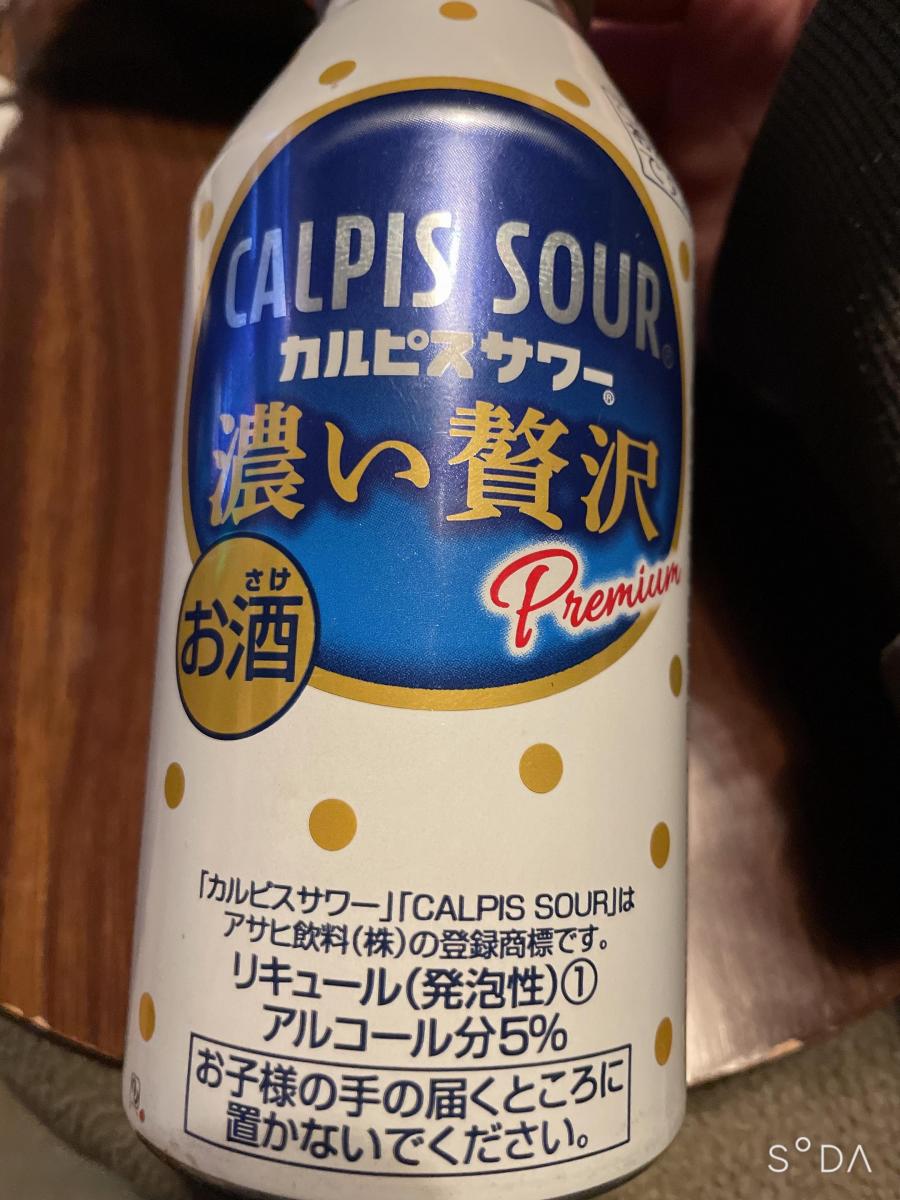 CALPIS SOUR®
カルピスサワー®
濃い贅沢
Premium
さけ
お酒
「カルピスサワー」「CALPIS SOUR」は
アサヒ飲料(株)の登録商標です。
リキュール(発泡性)①
アルコール分5%
お子様の手の届くところに
置かないでください。
SODA